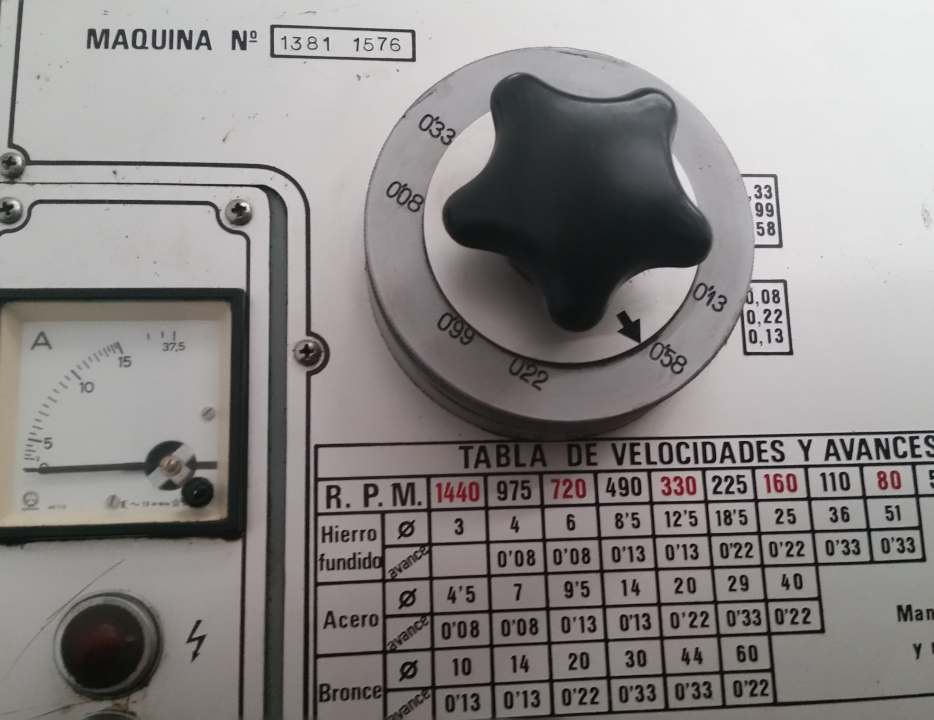 MAQUINA Nº 1381 1576
0'33
0'08
0'99
0'22
0'58
0'13
,33
99
58
0,08
0,22
0,13
A
5
10
15
37,5
0
TABLA DE VELOCIDADES Y AVANCES
R. P. M. 1440 975 720 490 330 225 160 110 80 5
Hierro fundido Ø 3 4 6 8'5 12'5 18'5 25 36 51
avance 0'08 0'08 0'13 0'13 0'22 0'22 0'33 0'33
Acero Ø 4'5 7 9'5 14 20 29 40
avance 0'08 0'08 0'13 0'13 0'22 0'33 0'22
Man
y
Bronce Ø 10 14 20 30 44 60
avance 0'13 0'13 0'22 0'33 0'33 0'22